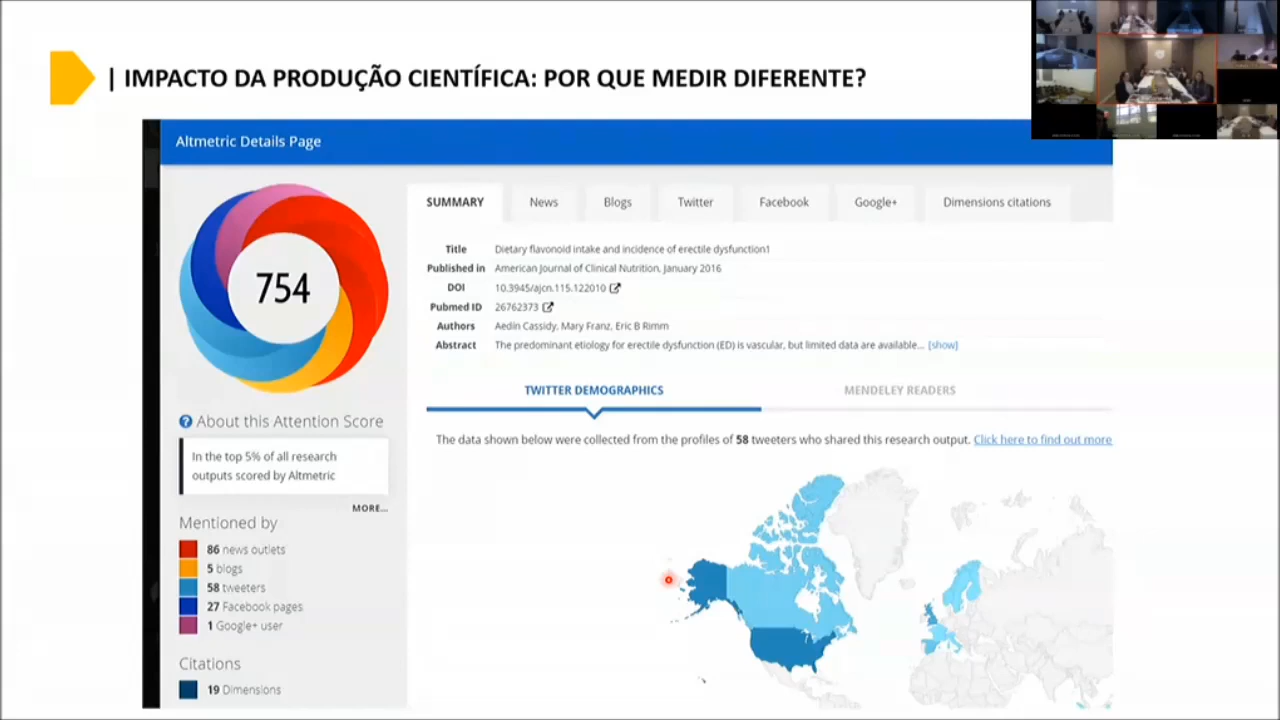 | IMPACTO DA PRODUÇÃO CIENTÍFICA: POR QUE MEDIR DIFERENTE?
Altmetric Details Page
754
About this Attention Score
In the top 5% of all research
outputs scored by Altmetric
MORE...
Mentioned by
86 news outlets
5 blogs
58 tweeters
27 Facebook pages
1 Google+ user
Citations
19 Dimensions
SUMMARY News Blogs Twitter Facebook Google+ Dimensions citations
Title Dietary flavonoid intake and incidence of erectile dysfunction1
Published in American Journal of Clinical Nutrition, January 2016
DOI 10.3945/ajcn.115.122010
Pubmed ID 26762373
Authors Aedín Cassidy, Mary Franz, Eric B Rimm
Abstract The predominant etiology for erectile dysfunction (ED) is vascular, but limited data are available... [show]
TWITTER DEMOGRAPHICS MENDELEY READERS
The data shown below were collected from the profiles of 58 tweeters who shared this research output. Click here to find out more